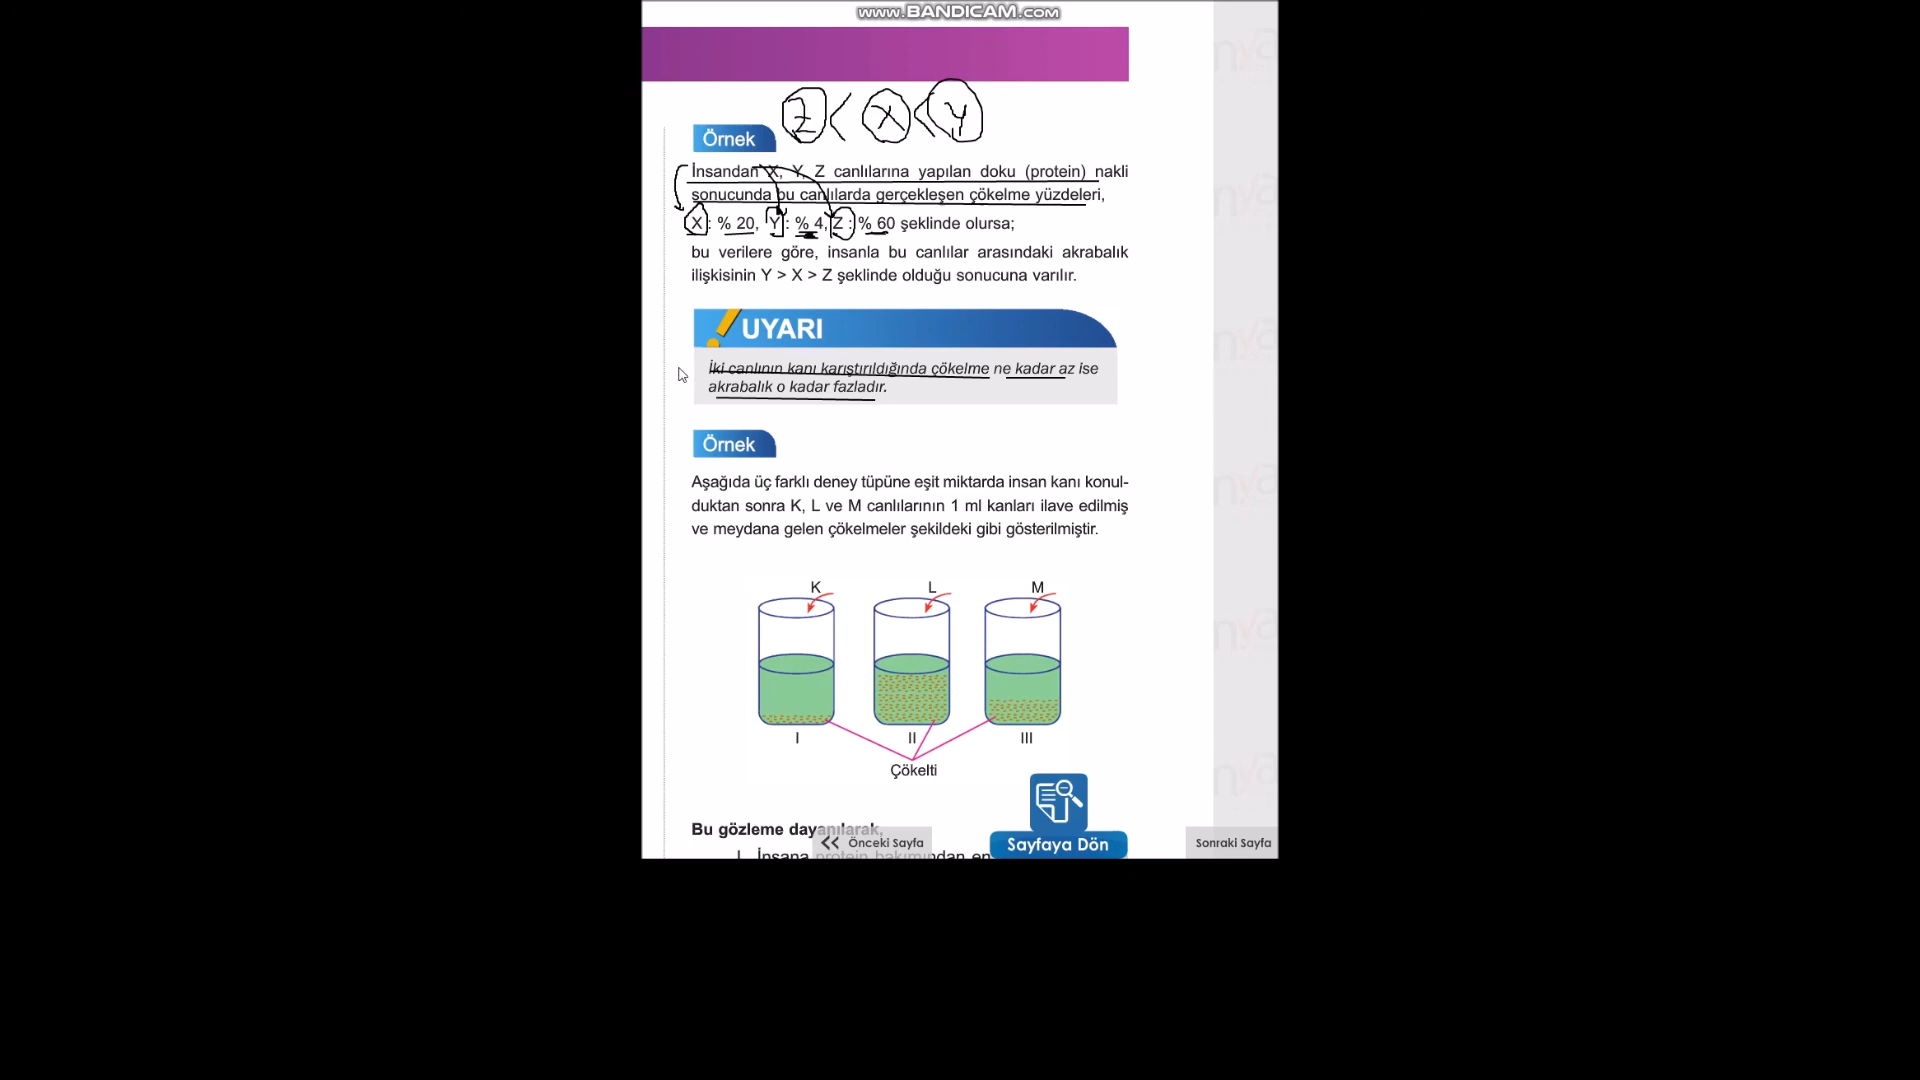 www.BANDICAM.com
Z < X < Y
Örnek
İnsandan X, Y, Z canlılarına yapılan doku (protein) nakli
sonucunda bu canlılarda gerçekleşen çökelme yüzdeleri,
X : % 20, Y : % 4, Z : % 60 şeklinde olursa;
bu verilere göre, insanla bu canlılar arasındaki akrabalık
ilişkisinin Y > X > Z şeklinde olduğu sonucuna varılır.
UYARI
İki canlının kanı karıştırıldığında çökelme ne kadar az ise
akrabalık o kadar fazladır.
Örnek
Aşağıda üç farklı deney tüpüne eşit miktarda insan kanı konul-
duktan sonra K, L ve M canlılarının 1 ml kanları ilave edilmiş
ve meydana gelen çökelmeler şekildeki gibi gösterilmiştir.
K L M
I II III
Çökelti
Bu gözleme dayanılarak,
I. İnsana protein bakımından en
Önceki Sayfa
Sayfaya Dön
Sonraki Sayfa